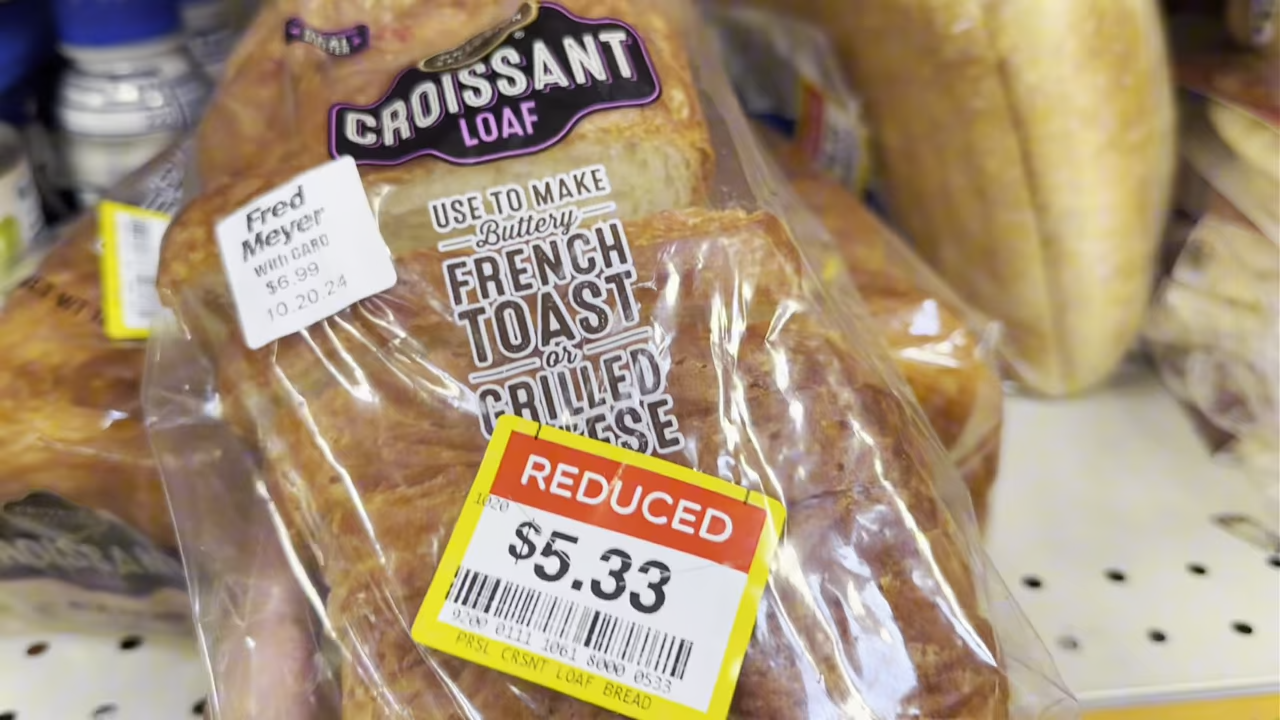 CROISSANT
LOAF
Fred
Meyer
With CARD
$6.99
10.20.24
USE TO MAKE
Buttery
FRENCH
TOAST
or
GRILLED
REDUCED
1020
$5.33
9200 0111 1061 8000 0533
PRSL CRSNT LOAF BREAD